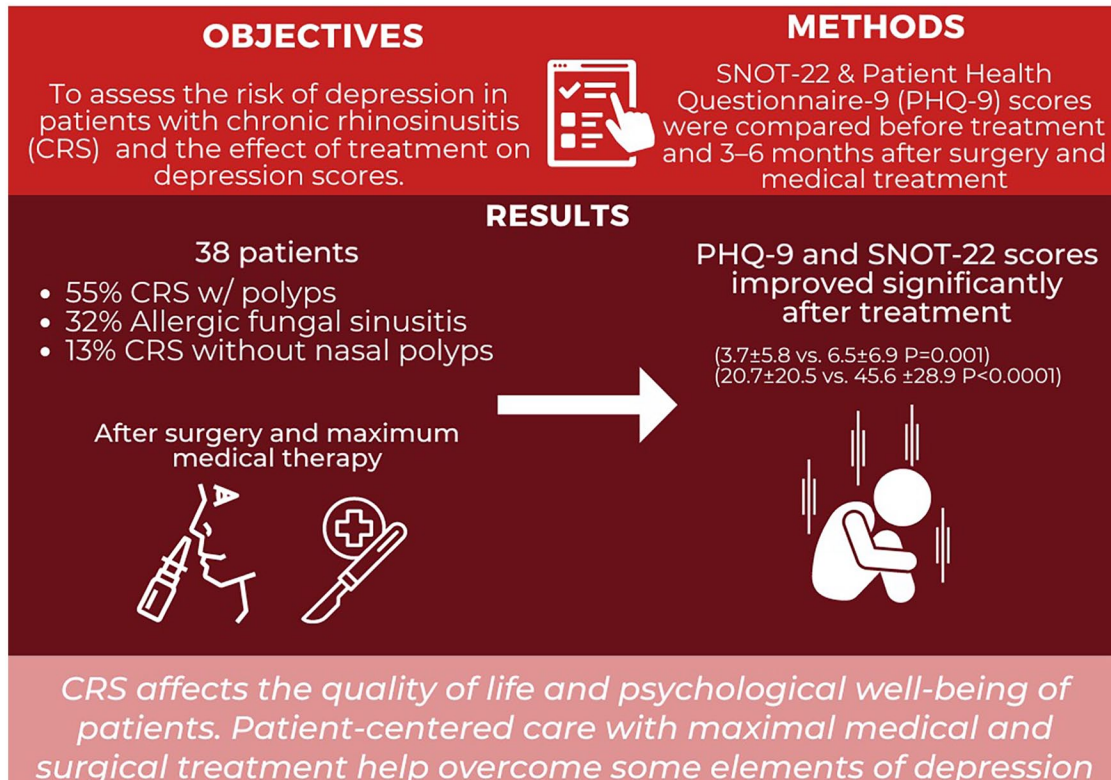 OBJECTIVES
To assess the risk of depression in
patients with chronic rhinosinusitis
(CRS) and the effect of treatment on
depression scores.
METHODS
SNOT-22 & Patient Health
Questionnaire-9 (PHQ-9) scores
were compared before treatment
and 3–6 months after surgery and
medical treatment
RESULTS
38 patients
• 55% CRS w/ polyps
• 32% Allergic fungal sinusitis
• 13% CRS without nasal polyps
After surgery and maximum
medical therapy
PHQ-9 and SNOT-22 scores
improved significantly
after treatment
(3.7±5.8 vs. 6.5±6.9 P=0.001)
(20.7±20.5 vs. 45.6 ±28.9 P<0.0001)
CRS affects the quality of life and psychological well-being of
patients. Patient-centered care with maximal medical and
surgical treatment help overcome some elements of depression